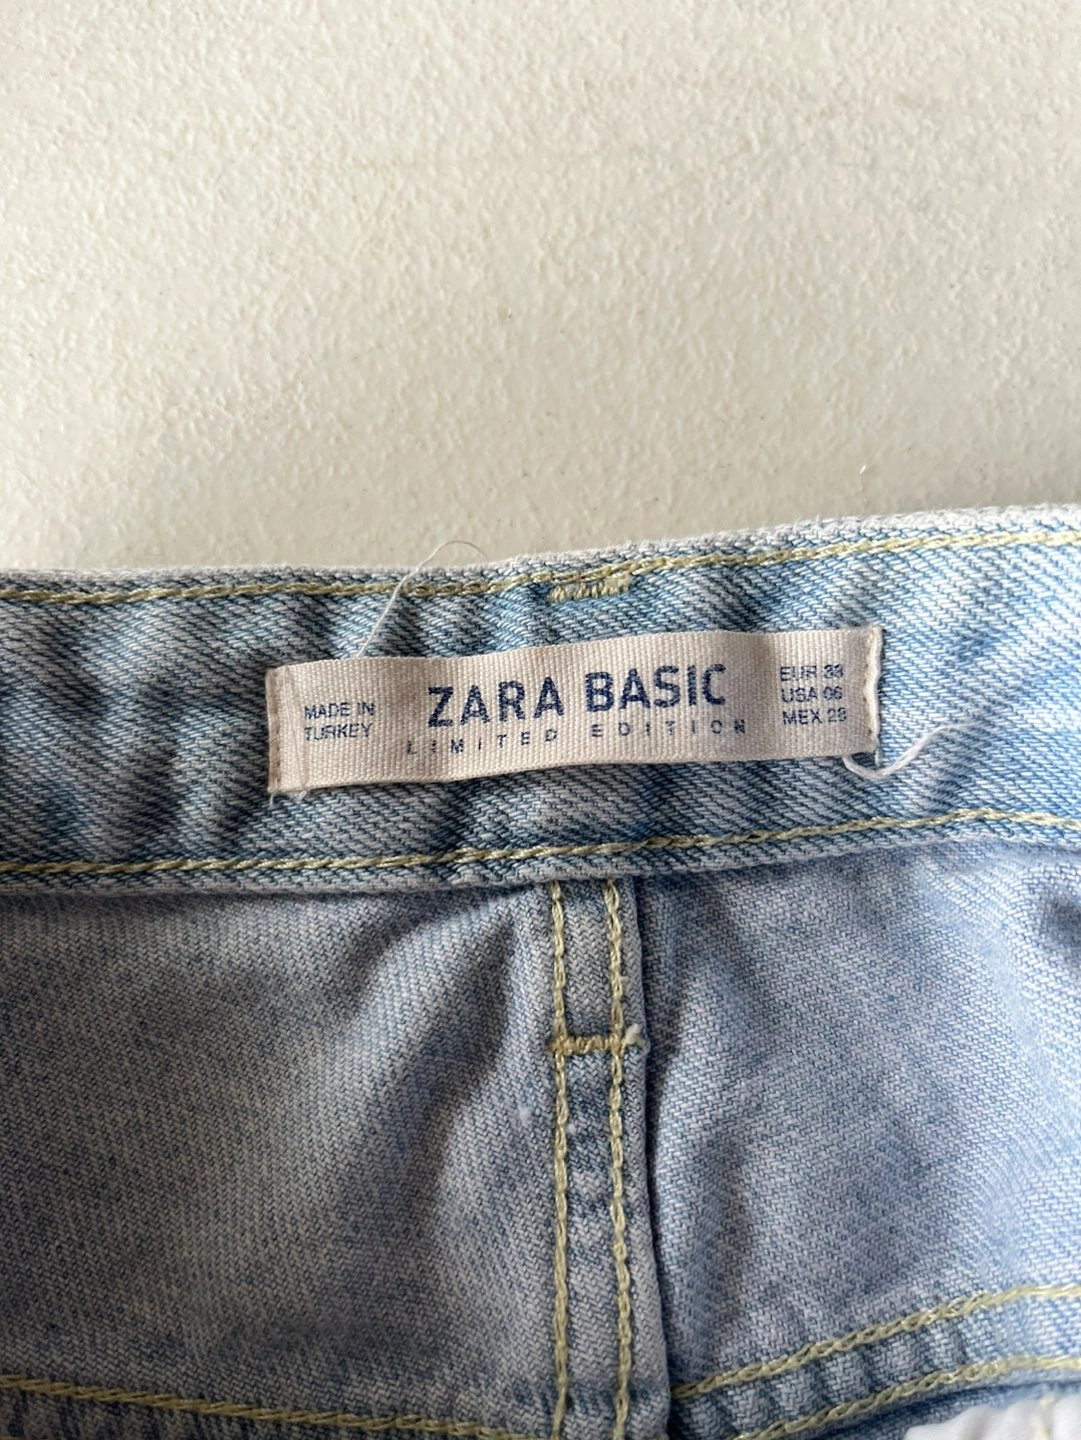 MADE IN
TURKEY
ZARA BASIC
LIMITED EDITION
EUR 38
USA 06
MEX 28